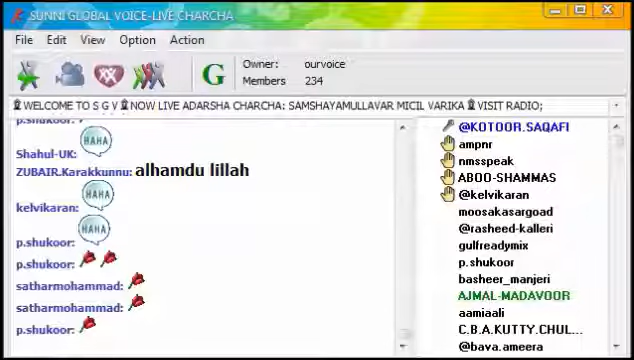 SUNNI GLOBAL VOICE-LIVE CHARCHA
File Edit View Option Action
G
Owner: ourvoice
Members 234
WELCOME TO S G V NOW LIVE ADARSHA CHARCHA: SAMSHAYAMULLAVAR MICIL VARIKA VISIT RADIO;
p.shukoor:
Shahul-UK: HAHA
ZUBAIR.Karakkunnu: alhamdu lillah
kelvikaran: HAHA
p.shukoor: HAHA
p.shukoor:
satharmohammad:
satharmohammad:
p.shukoor:
@KOTOOR.SAQAFI
ampnr
nmsspeak
ABOO-SHAMMAS
@kelvikaran
moosakasargoad
@rasheed-kalleri
gulfreadymix
p.shukoor
basheer_manjeri
AJMAL-MADAVOOR
aamiaali
C.B.A.KUTTY.CHUL...
@bava.ameera